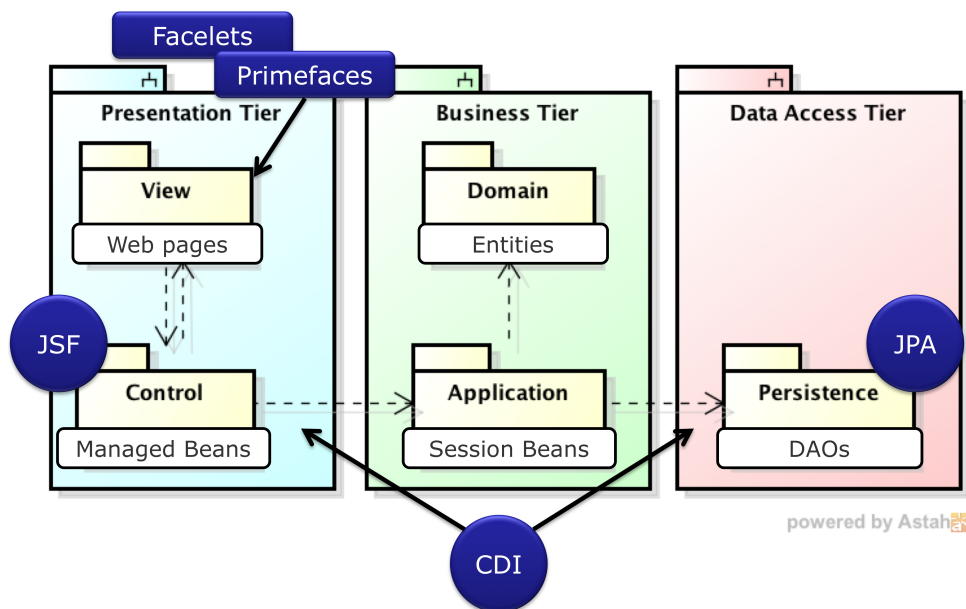 Facelets
Primefaces
Presentation Tier
Business Tier
Data Access Tier
View
Domain
Web pages
Entities
JSF
JPA
Control
Application
Persistence
Managed Beans
Session Beans
DAOs
powered by Astah
CDI